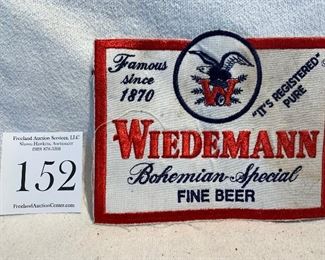 Famous
since
1870
W
"IT'S REGISTERED"
PURE
®
WIEDEMANN
Bohemian-Special
FINE BEER
Freeland Auction Services, LLC
152
FreelandAuctionCenter.com